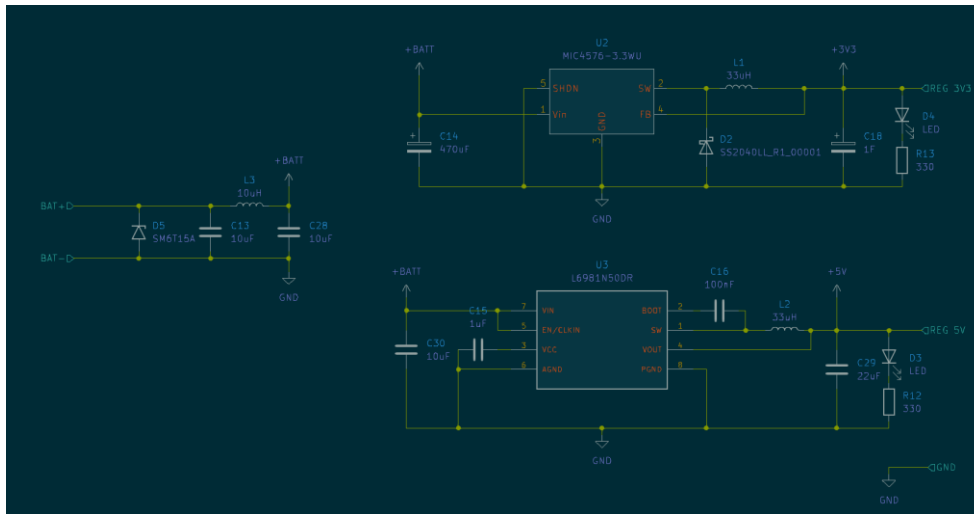 +BATT
U2
MIC4576-3.3WU
5 SHDN
SW 2
1 Vin
FB 4
GND
3
L1
33uH
+3V3
REG 3V3
C14
470uF
D2
SS2040LL_R1_00001
C18
1F
D4
LED
R13
330
GND
+BATT
L3
10uH
BAT+
D5
SM6T15A
C13
10uF
C28
10uF
BAT-
GND
+BATT
U3
L6981N50DR
7 VIN
BOOT 2
5 EN/CLKIN
SW 1
3 VCC
VOUT 4
6 AGND
PGND 8
C15
1uF
C30
10uF
C16
100nF
L2
33uH
+5V
REG 5V
C29
22uF
D3
LED
R12
330
GND
GND
GND